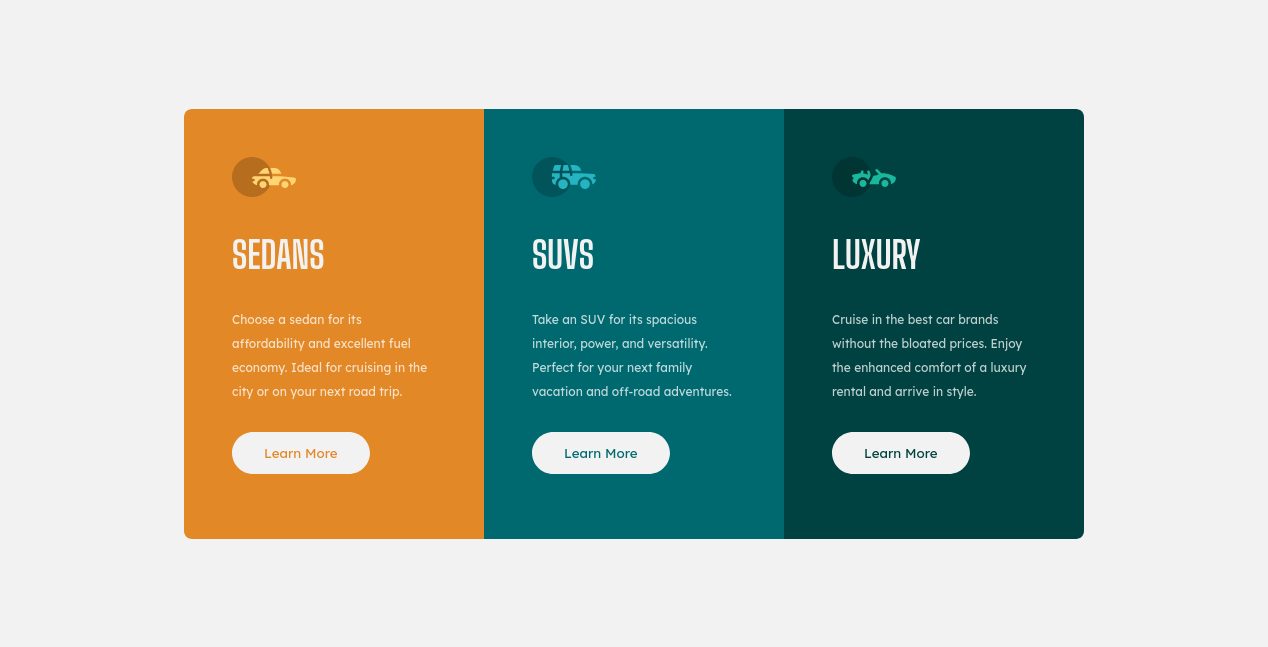 SEDANS
Choose a sedan for its
affordability and excellent fuel
economy. Ideal for cruising in the
city or on your next road trip.
Learn More
SUVS
Take an SUV for its spacious
interior, power, and versatility.
Perfect for your next family
vacation and off-road adventures.
Learn More
LUXURY
Cruise in the best car brands
without the bloated prices. Enjoy
the enhanced comfort of a luxury
rental and arrive in style.
Learn More